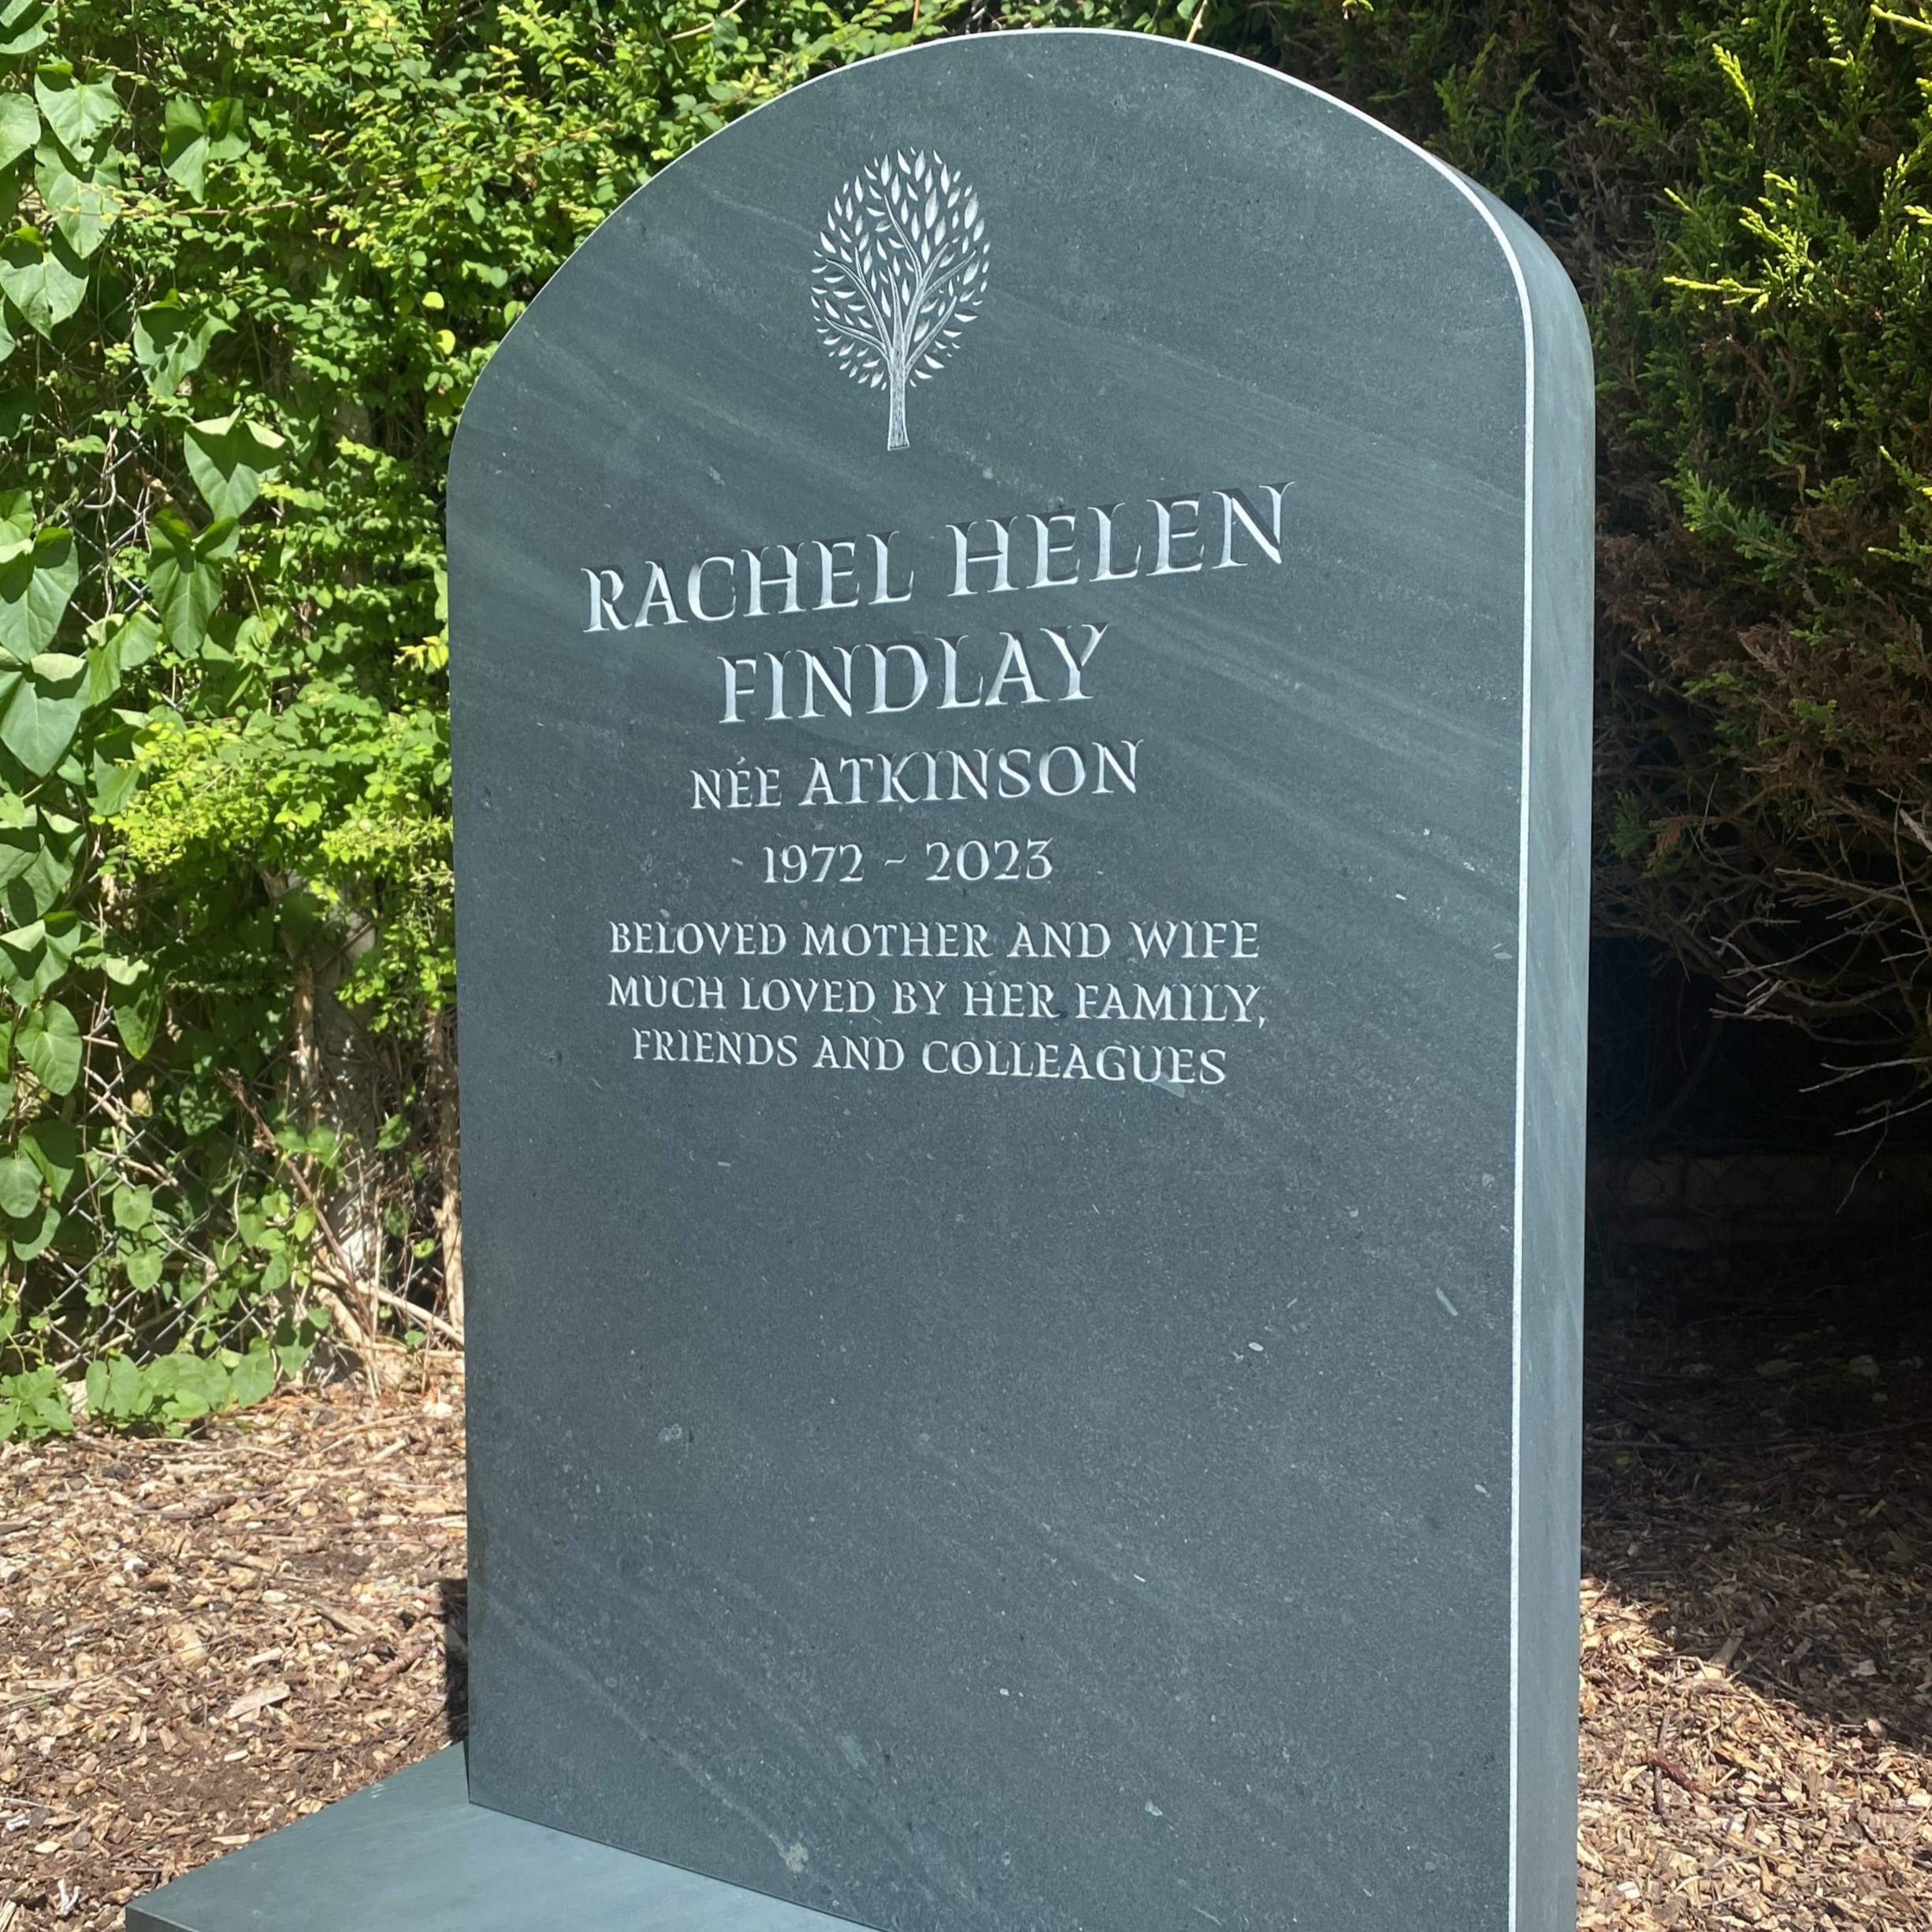 RACHEL HELEN
FINDLAY
NÉE ATKINSON
1972 ~ 2023
BELOVED MOTHER AND WIFE
MUCH LOVED BY HER FAMILY,
FRIENDS AND COLLEAGUES